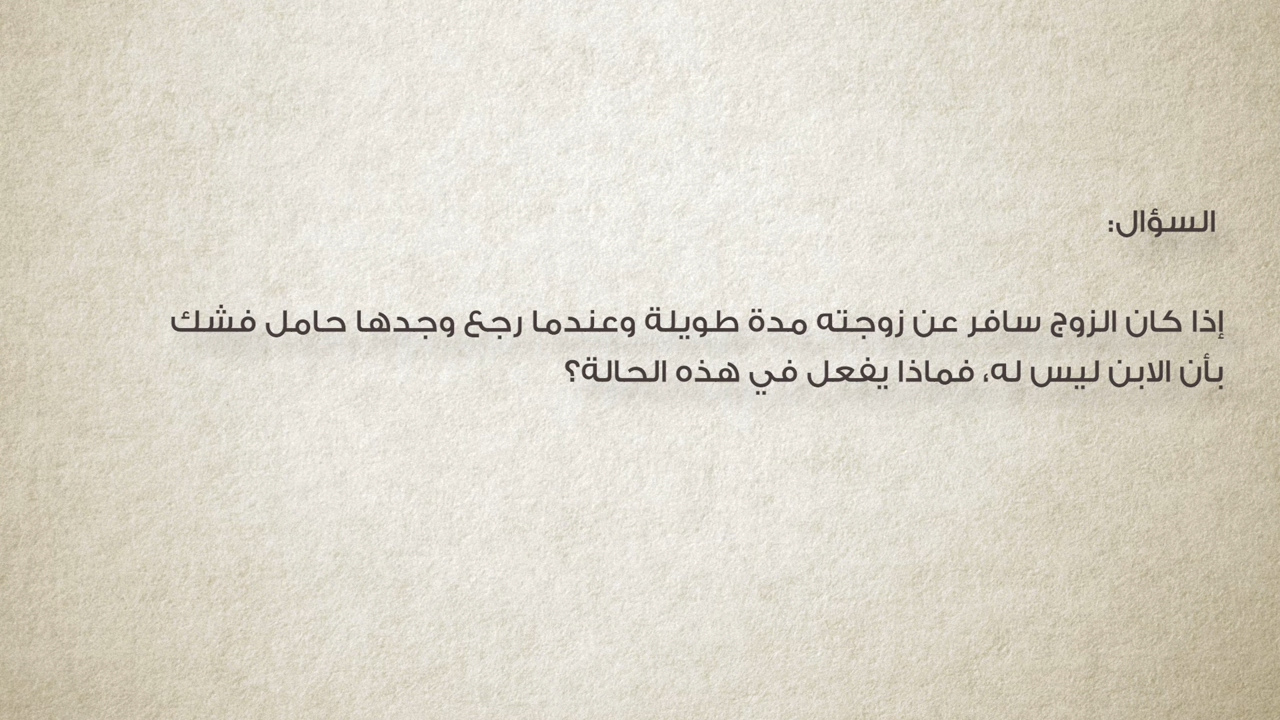 السؤال:
إذا كان الزوج سافر عن زوجته مدة طويلة وعندما رجع وجدها حامل فشك
بأن الابن ليس له، فماذا يفعل في هذه الحالة؟